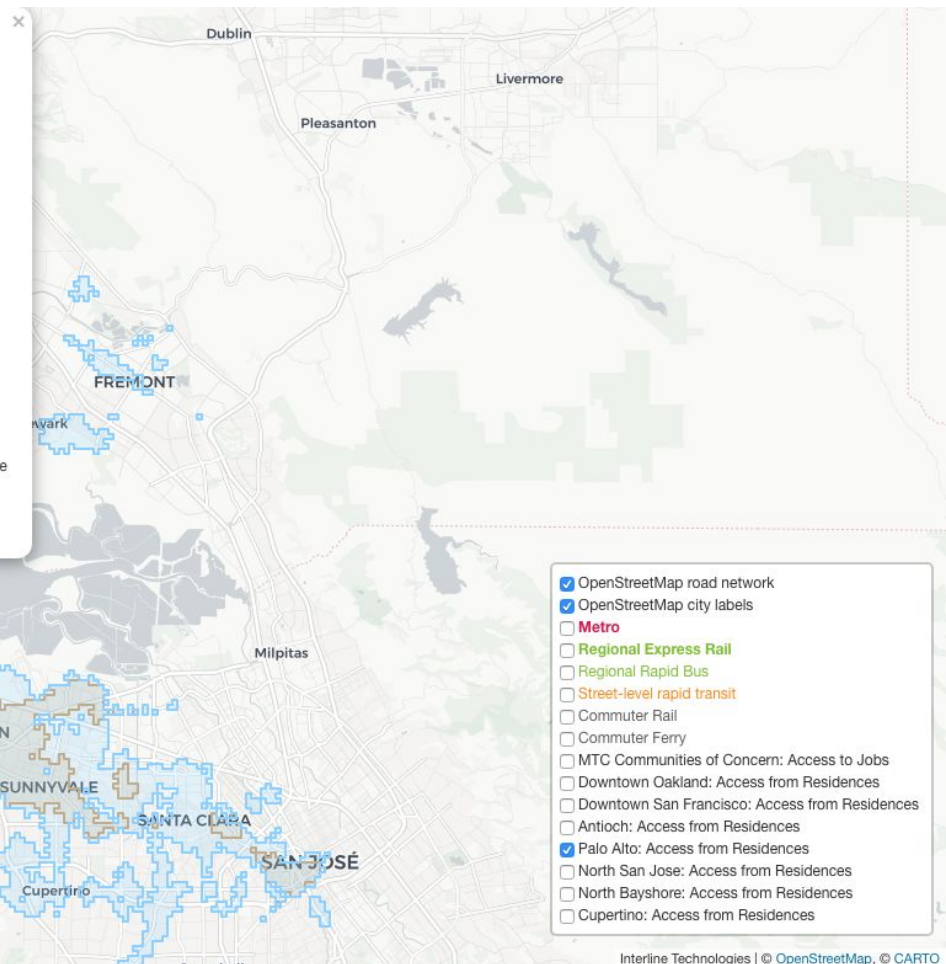 ×
Dublin
Livermore
Pleasanton
FREMONT
wark
e
Milpitas
N
SUNNYVALE
SANTA CLARA
SAN JOSÉ
Cupertino
OpenStreetMap road network
OpenStreetMap city labels
Metro
Regional Express Rail
Regional Rapid Bus
Street-level rapid transit
Commuter Rail
Commuter Ferry
MTC Communities of Concern: Access to Jobs
Downtown Oakland: Access from Residences
Downtown San Francisco: Access from Residences
Antioch: Access from Residences
Palo Alto: Access from Residences
North San Jose: Access from Residences
North Bayshore: Access from Residences
Cupertino: Access from Residences
Interline Technologies | © OpenStreetMap, © CARTO